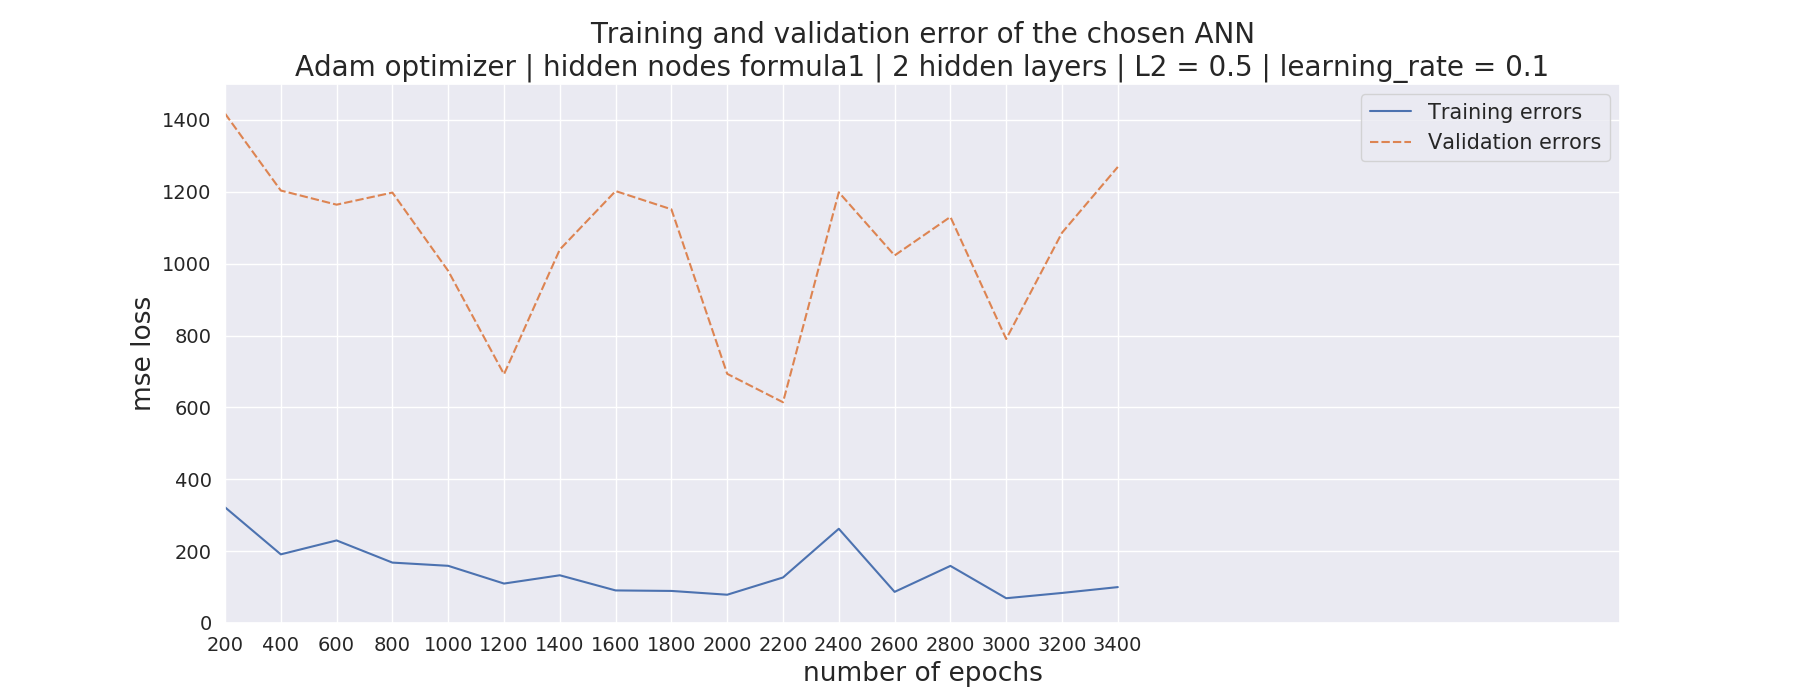 Training and validation error of the chosen ANN
Adam optimizer | hidden nodes formula1 | 2 hidden layers | L2 = 0.5 | learning_rate = 0.1
Training errors
Validation errors
1400
1200
1000
800
600
400
200
0
mse loss
200 400 600 800 1000 1200 1400 1600 1800 2000 2200 2400 2600 2800 3000 3200 3400
number of epochs